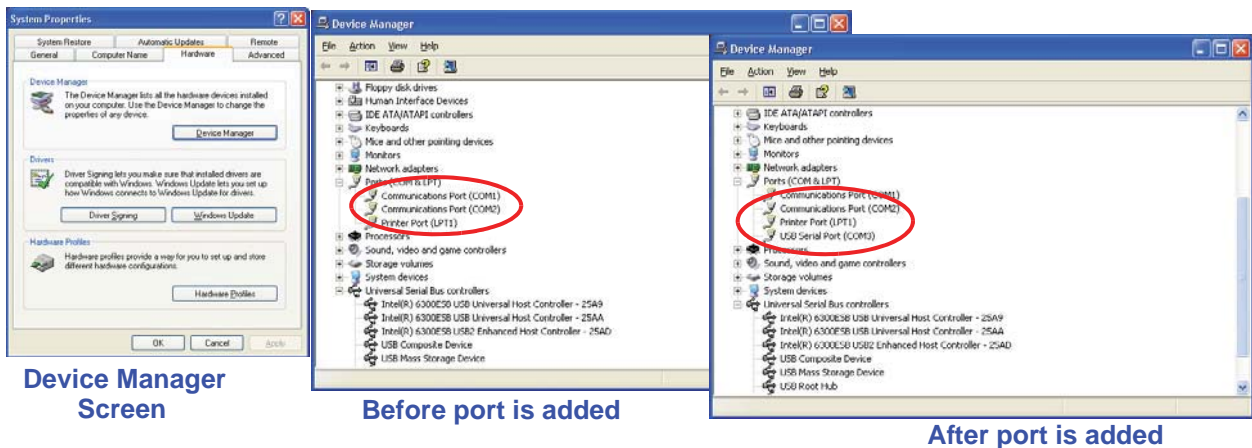 System Properties
System Restore Automatic Updates Remote
General Computer Name Hardware Advanced
Device Manager
The Device Manager lists all the hardware devices installed
on your computer. Use the Device Manager to change the
properties of any device.
Device Manager
Drivers
Driver Signing lets you make sure that installed drivers are
compatible with Windows. Windows Update lets you set up
how Windows connects to Windows Update for drivers.
Driver Signing Windows Update
Hardware Profiles
Hardware profiles provide a way for you to set up and store
different hardware configurations.
Hardware Profiles
OK Cancel Apply
Device Manager
Screen
Device Manager
File Action View Help
Floppy disk drives
Human Interface Devices
IDE ATA/ATAPI controllers
Keyboards
Mice and other pointing devices
Monitors
Network adapters
Ports (COM & LPT)
Communications Port (COM1)
Communications Port (COM2)
Printer Port (LPT1)
Processors
Sound, video and game controllers
Storage volumes
System devices
Universal Serial Bus controllers
Intel(R) 6300ESB USB Universal Host Controller - 25A9
Intel(R) 6300ESB USB Universal Host Controller - 25AA
Intel(R) 6300ESB USB2 Enhanced Host Controller - 25AD
USB Composite Device
USB Mass Storage Device
Before port is added
Device Manager
File Action View Help
IDE ATA/ATAPI controllers
Keyboards
Mice and other pointing devices
Monitors
Network adapters
Ports (COM & LPT)
Communications Port (COM1)
Communications Port (COM2)
Printer Port (LPT1)
USB Serial Port (COM3)
Processors
Sound, video and game controllers
Storage volumes
System devices
Universal Serial Bus controllers
Intel(R) 6300ESB USB Universal Host Controller - 25A9
Intel(R) 6300ESB USB Universal Host Controller - 25AA
Intel(R) 6300ESB USB2 Enhanced Host Controller - 25AD
USB Composite Device
USB Mass Storage Device
USB Root Hub
After port is added